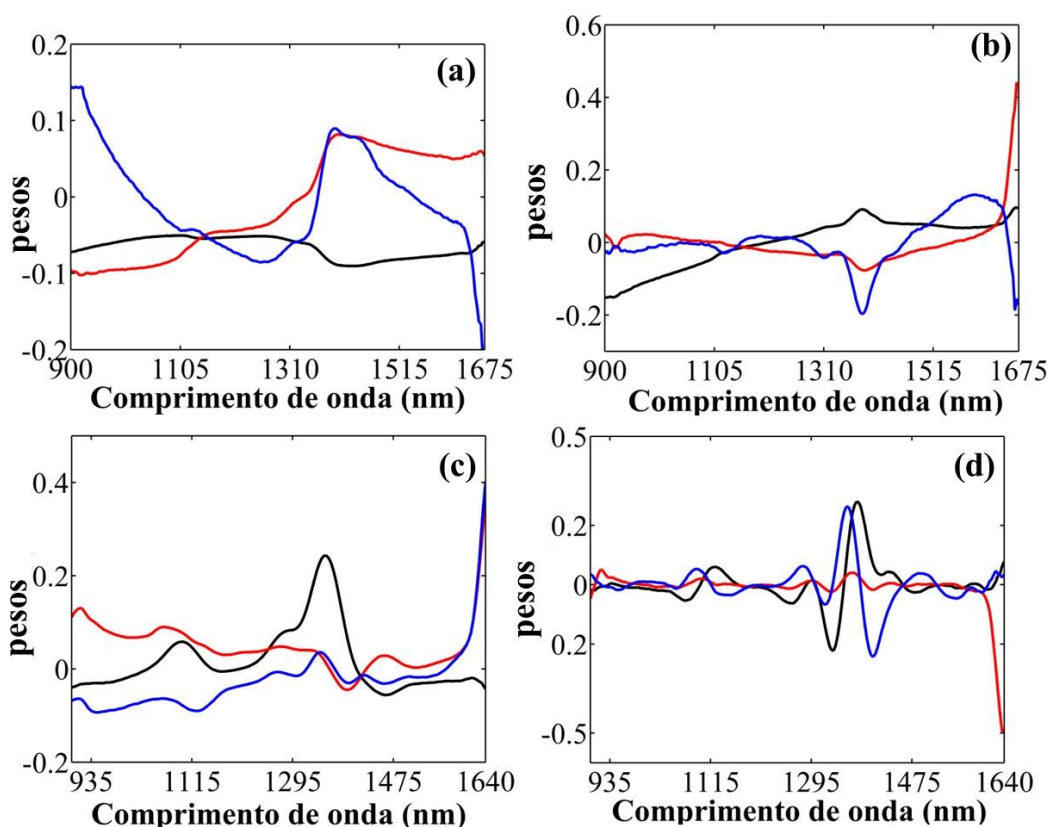 (a)
0.2
0.1
0
-0.1
-0.2
pesos
900 1105 1310 1515 1675
Comprimento de onda (nm)
(b)
0.6
0.4
0.2
0
-0.2
pesos
900 1105 1310 1515 1675
Comprimento de onda (nm)
(c)
0.4
0.2
0
-0.2
pesos
935 1115 1295 1475 1640
Comprimento de onda (nm)
(d)
0.5
0.2
0
0.2
-0.5
pesos
935 1115 1295 1475 1640
Comprimento de onda (nm)